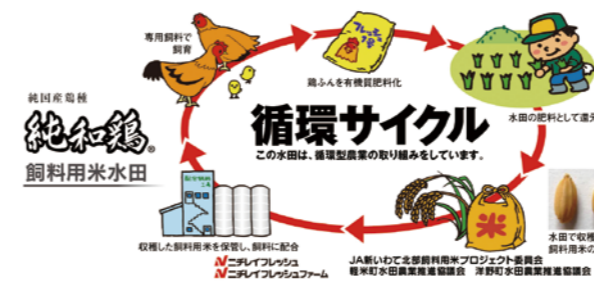 専用飼料で
飼育
フレッシュ
1号
鶏ふんを有機質肥料化
純国産鶏種
純和鶏®
飼料用米水田
循環サイクル
この水田は、循環型農業の取り組みをしています。
水田の肥料として還元
米
水田で収穫
飼料用米の
収穫した飼料用米を保管し、飼料に配合
ニチレイフレッシュ
ニチレイフレッシュファーム
JA新いわて北部飼料用米プロジェクト委員会
軽米町水田農業推進協議会 洋野町水田農業推進協議会